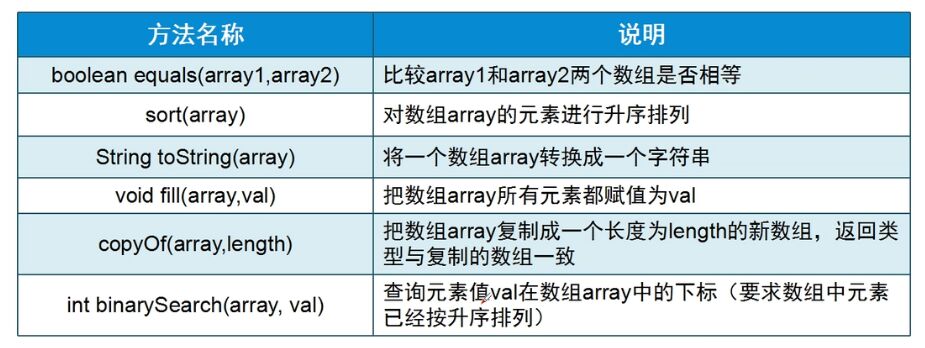 方法名称
说明
boolean equals(array1,array2)
比较array1和array2两个数组是否相等
sort(array)
对数组array的元素进行升序排列
String toString(array)
将一个数组array转换成一个字符串
void fill(array,val)
把数组array所有元素都赋值为val
copyOf(array,length)
把数组array复制成一个长度为length的新数组，返回类
型与复制的数组一致
int binarySearch(array, val)
查询元素值val在数组array中的下标（要求数组中元素
已经按升序排列）